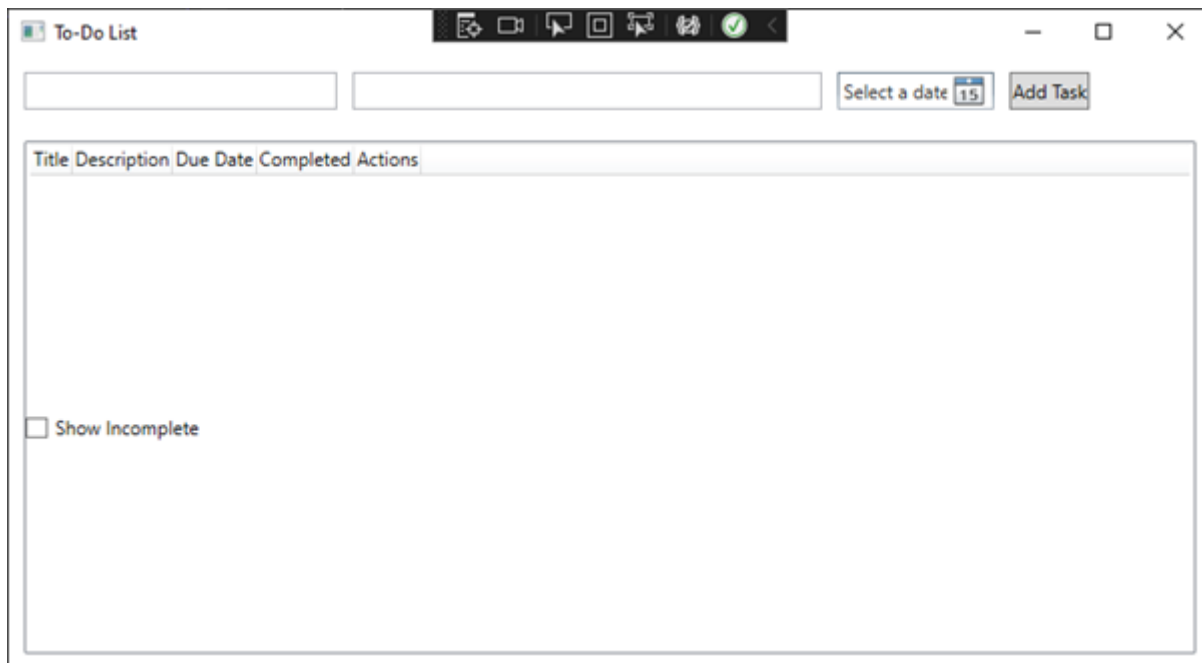 To-Do List
Select a date 15 Add Task
Title Description Due Date Completed Actions
Show Incomplete